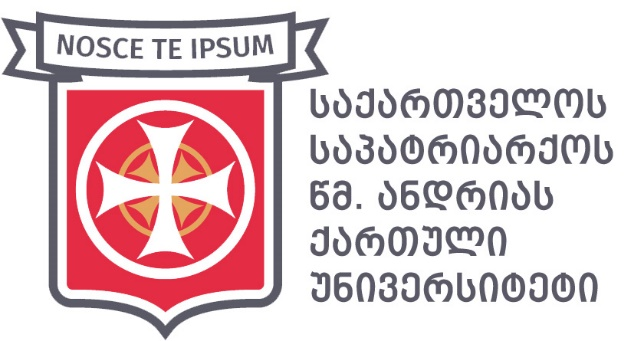 NOSCE TE IPSUM
საქართველოს
საპატრიარქოს
წმ. ანდრიას
ქართული
უნივერსიტეტი